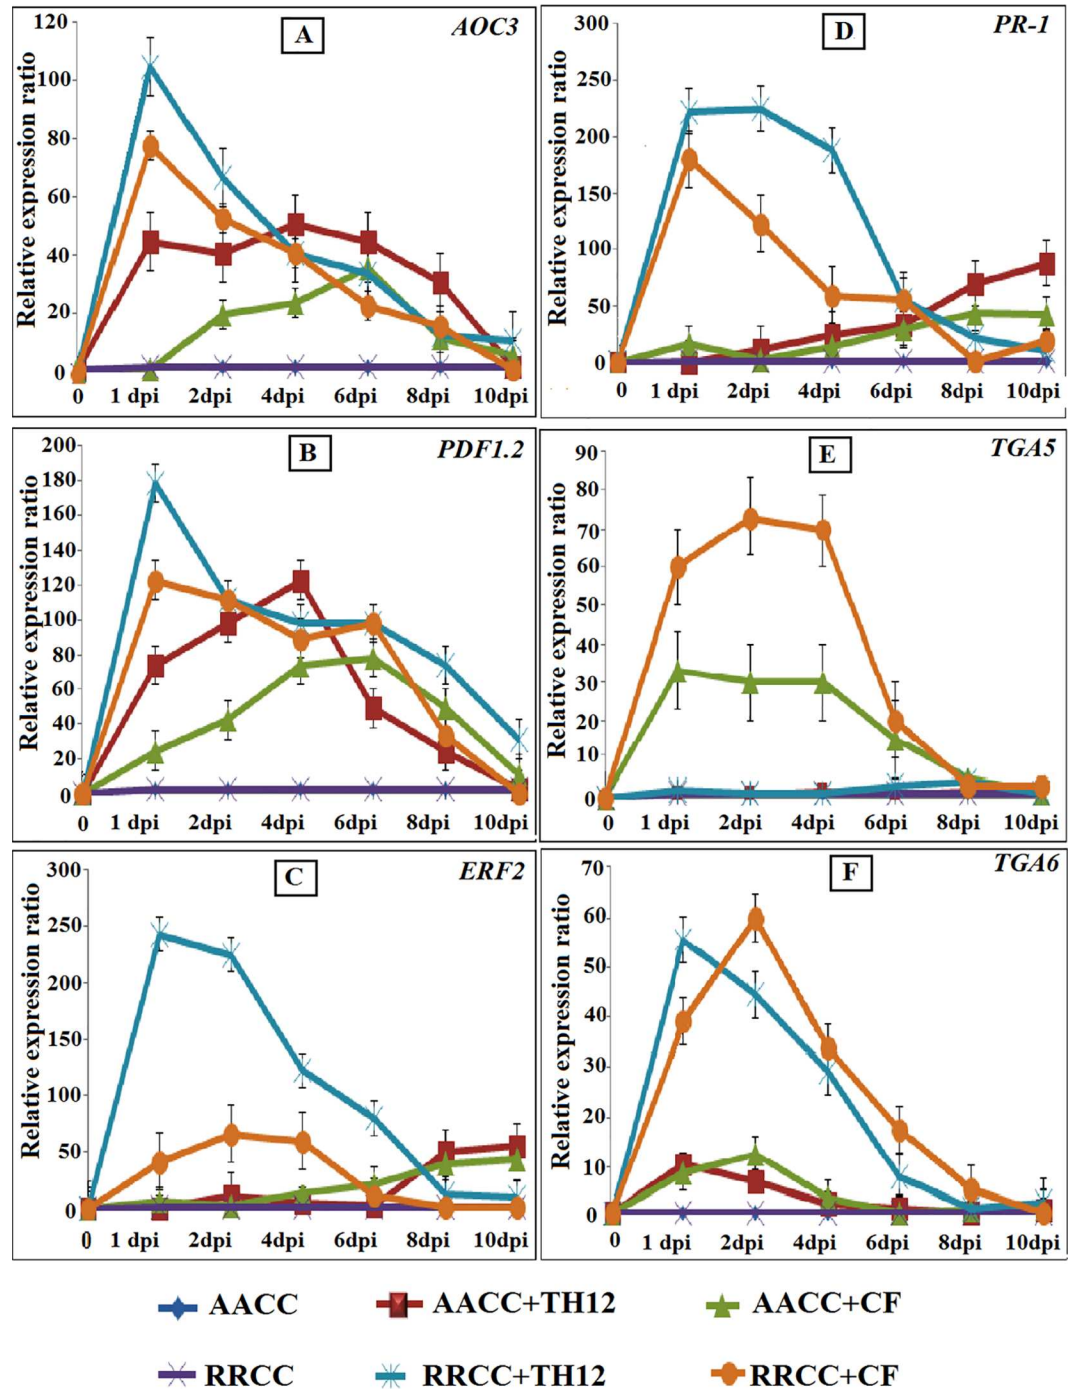 A
AOC3
Relative expression ratio
120
100
80
60
40
20
0
0 1 dpi 2dpi 4dpi 6dpi 8dpi 10dpi
D
PR-1
Relative expression ratio
300
250
200
150
100
50
0
0 1 dpi 2dpi 4dpi 6dpi 8dpi 10dpi
B
PDF1.2
Relative expression ratio
200
180
160
140
120
100
80
60
40
20
0
0 1 dpi 2dpi 4dpi 6dpi 8dpi 10dpi
E
TGA5
Relative expression ratio
90
80
70
60
50
40
30
20
10
0
0 1 dpi 2dpi 4dpi 6dpi 8dpi 10dpi
C
ERF2
Relative expression ratio
300
250
200
150
100
50
0
0 1 dpi 2dpi 4dpi 6dpi 8dpi 10dpi
F
TGA6
Relative expression ratio
70
60
50
40
30
20
10
0
0 1 dpi 2dpi 4dpi 6dpi 8dpi 10dpi
AACC AACC+TH12 AACC+CF
RRCC RRCC+TH12 RRCC+CF